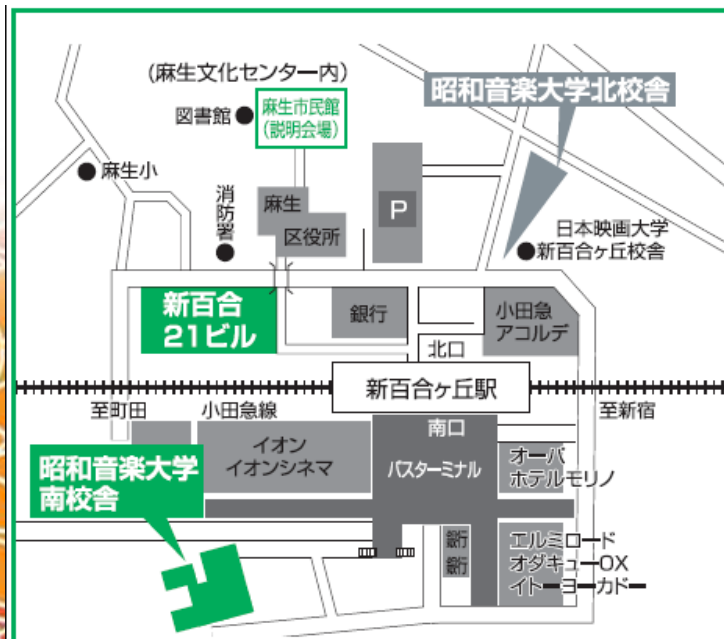 (麻生文化センター内)
昭和音楽大学北校舎
図書館
麻生市民館
(説明会場)
麻生小
消防署
麻生
区役所
P
日本映画大学
新百合ヶ丘校舎
新百合
21ビル
銀行
小田急
アコルデ
北口
新百合ヶ丘駅
至町田
小田急線
至新宿
南口
イオン
イオンシネマ
バスターミナル
オーパ
ホテルモリノ
昭和音楽大学
南校舎
銀行
銀行
エルミロード
オダキューOX
イトーヨーカドー